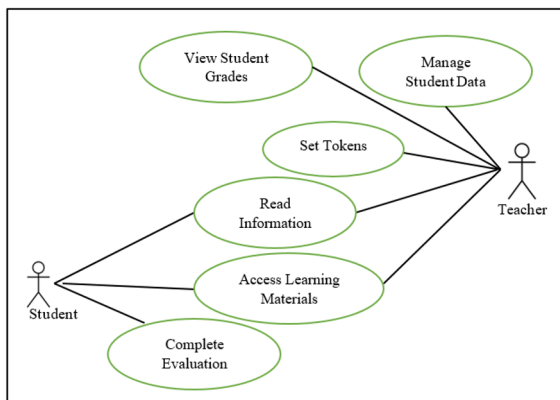 View Student
Grades
Manage
Student Data
Set Tokens
Teacher
Read
Information
Access Learning
Materials
Student
Complete
Evaluation